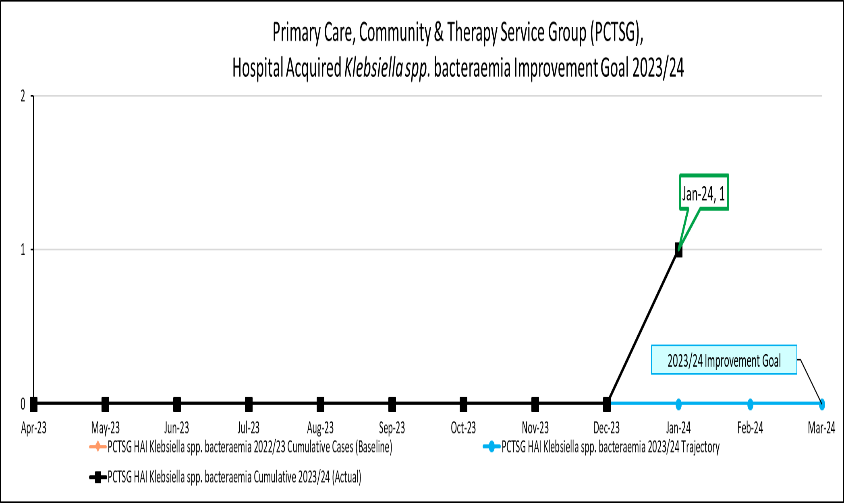 Primary Care, Community & Therapy Service Group (PCTSG),
Hospital Acquired Klebsiella spp. bacteraemia Improvement Goal 2023/24
2
Jan-24, 1
1
2023/24 Improvement Goal
0
Apr-23 May-23 Jun-23 Jul-23 Aug-23 Sep-23 Oct-23 Nov-23 Dec-23 Jan-24 Feb-24 Mar-24
PCTSG HAI Klebsiella spp. bacteraemia 2022/23 Cumulative Cases (Baseline) PCTSG HAI Klebsiella spp. bacteraemia 2023/24 Trajectory
PCTSG HAI Klebsiella spp. bacteraemia Cumulative 2023/24 (Actual)